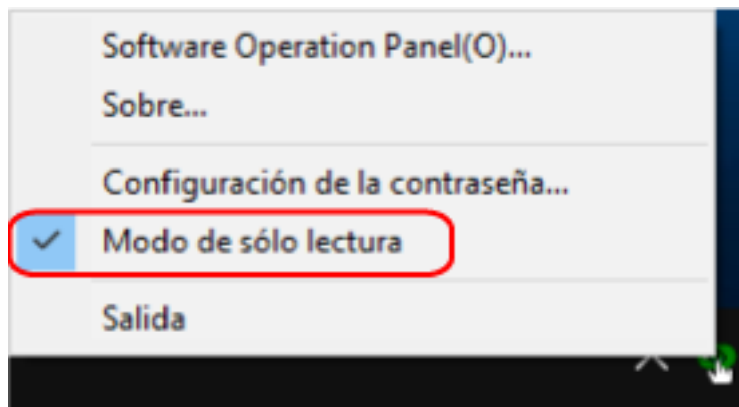 Software Operation Panel(O)...
Sobre...
Configuración de la contraseña...
Modo de sólo lectura
Salida